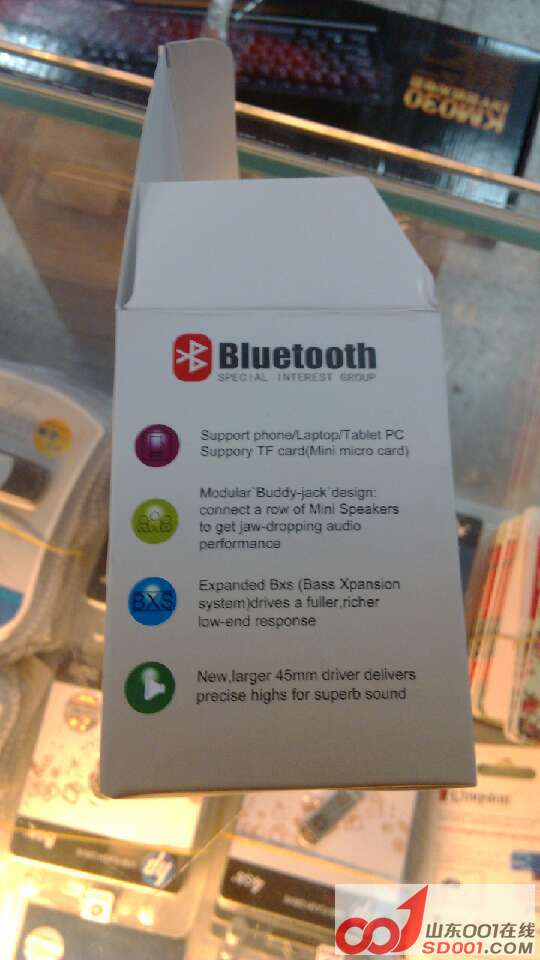 KM030
Bluetooth
SPECIAL INTEREST GROUP
Support phone/Laptop/Tablet PC
Suppory TF card(Mini micro card)
Modular`Buddy-jack`design:
connect a row of Mini Speakers
to get jaw-dropping audio
performance
BXS
Expanded Bxs (Bass Xpansion
system)drives a fuller,richer
low-end response
New,larger 45mm driver delivers
precise highs for superb sound
Kingston
hp
hp
山东001在线
SD001.COM